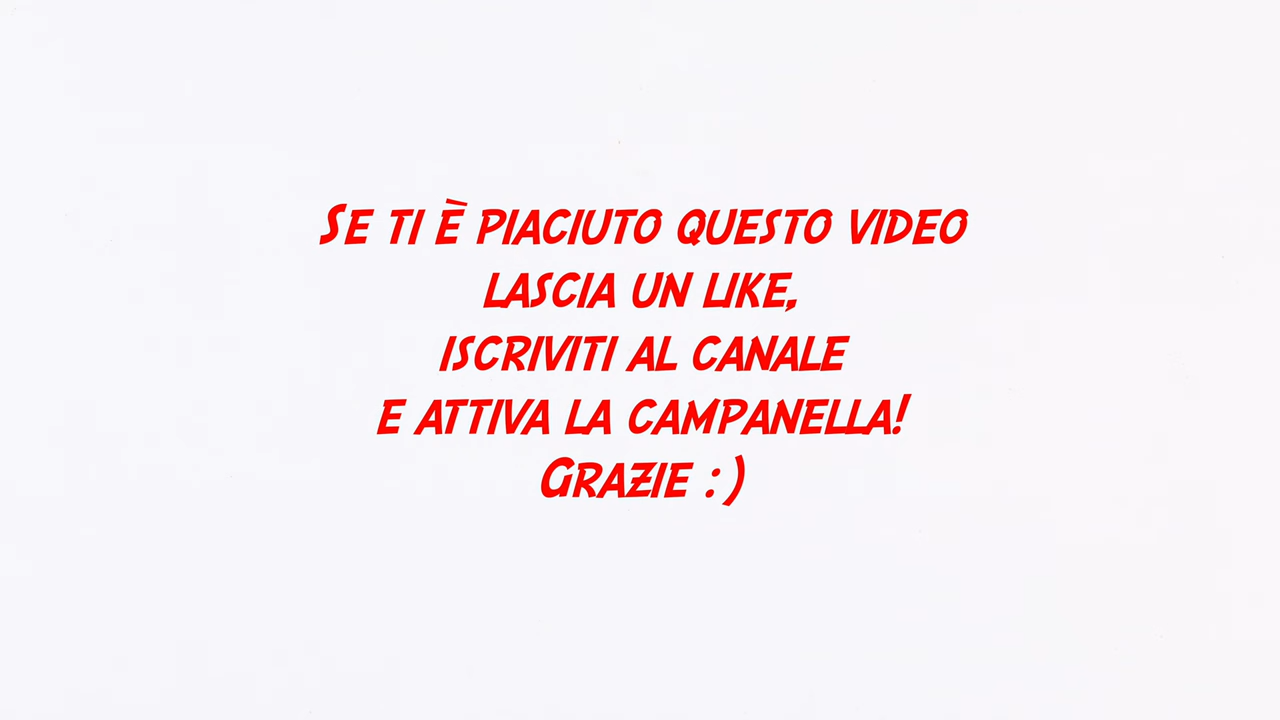 Se ti è piaciuto questo video
lascia un like,
iscriviti al canale
e attiva la campanella!
Grazie :)